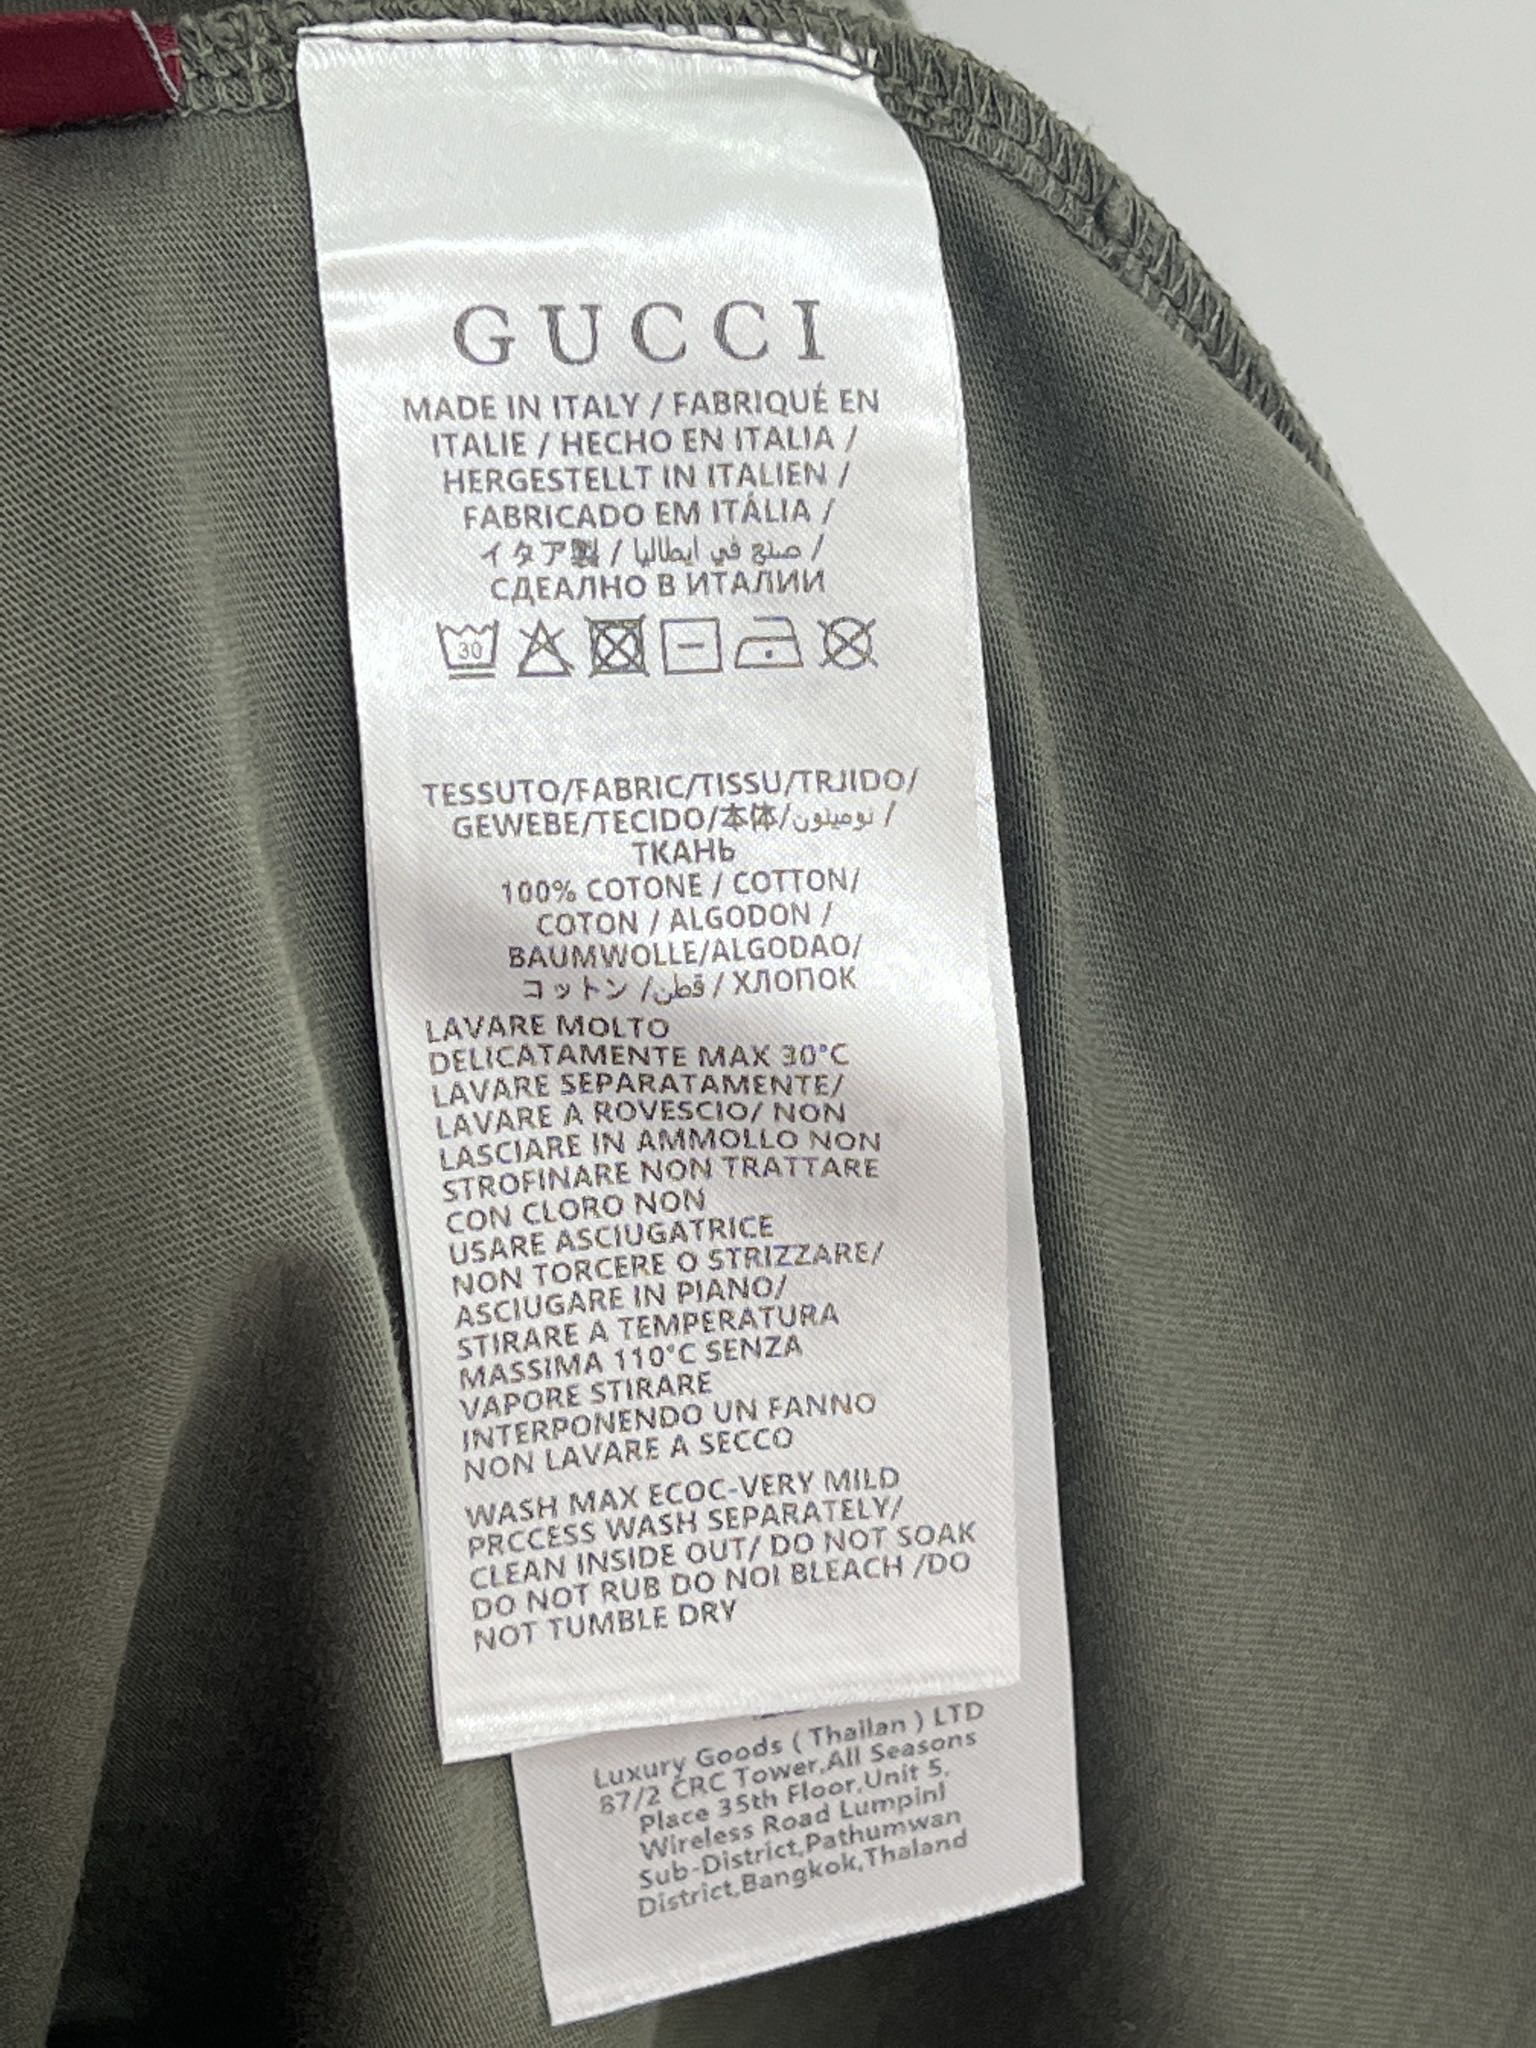 GUCCI
MADE IN ITALY / FABRIQUÉ EN
ITALIE / HECHO EN ITALIA /
HERGESTELLT IN ITALIEN /
FABRICADO EM ITÁLIA /
イタア製 / صنع في ايطاليا /
СДЕАЛНО В ИТАЛИИ
30
TESSUTO/FABRIC/TISSU/TRJIDO/
GEWEBE/TECIDO/本体/نومينون /
ТКАНЬ
100% COTONE / COTTON/
COTON / ALGODON /
BAUMWOLLE/ALGODAO/
コットン /قطن / ХЛОПОК
LAVARE MOLTO
DELICATAMENTE MAX 30°C
LAVARE SEPARATAMENTE/
LAVARE A ROVESCIO/ NON
LASCIARE IN AMMOLLO NON
STROFINARE NON TRATTARE
CON CLORO NON
USARE ASCIUGATRICE
NON TORCERE O STRIZZARE/
ASCIUGARE IN PIANO/
STIRARE A TEMPERATURA
MASSIMA 110°C SENZA
VAPORE STIRARE
INTERPONENDO UN FANNO
NON LAVARE A SECCO
WASH MAX ECOC-VERY MILD
PRCCESS WASH SEPARATELY/
CLEAN INSIDE OUT/ DO NOT SOAK
DO NOT RUB DO NOI BLEACH /DO
NOT TUMBLE DRY
Luxury Goods ( Thailan ) LTD
87/2 CRC Tower,All Seasons
Place 35th Floor,Unit 5,
Wireless Road Lumpinl
Sub-District,Pathumwan
District,Bangkok,Thaland